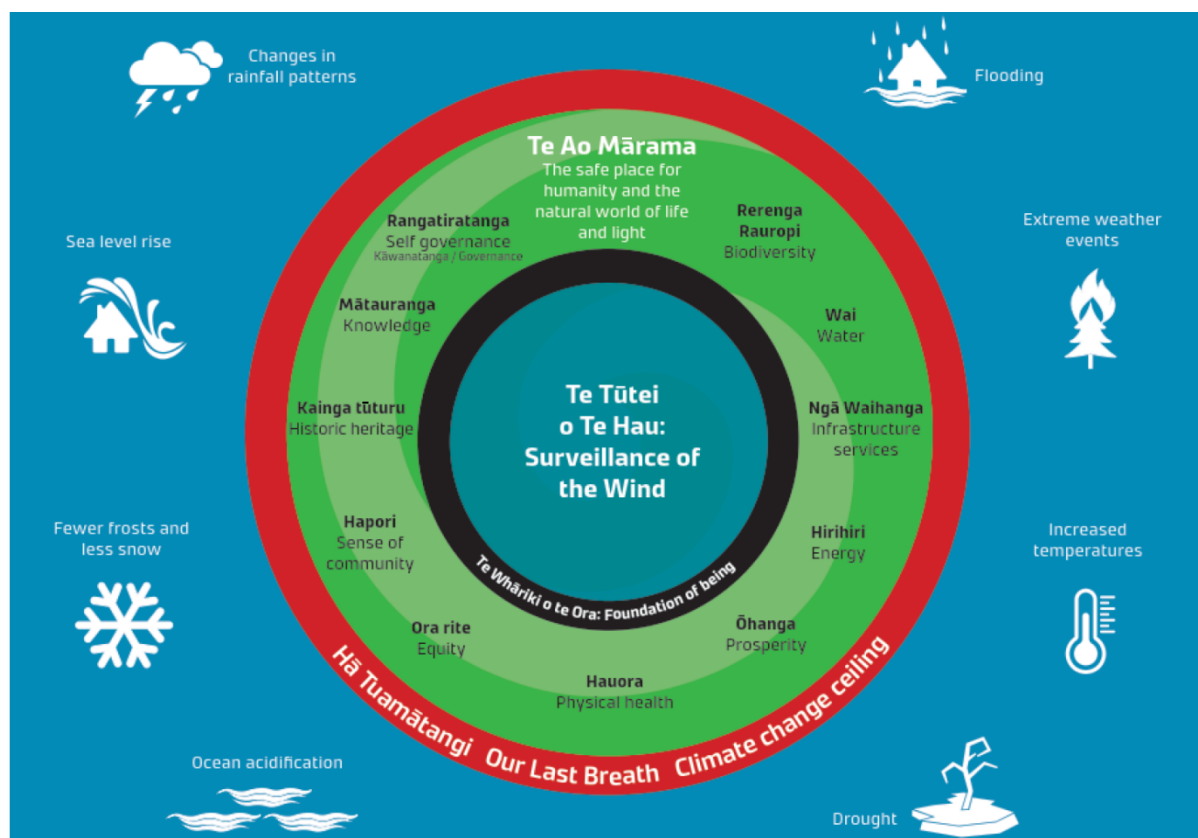 Changes in
rainfall patterns
Flooding
Te Ao Mārama
The safe place for
humanity and the
natural world of life
and light
Rangatiratanga
Self governance
Kāwanatanga / Governance
Rerenga
Rauropi
Biodiversity
Sea level rise
Extreme weather
events
Mātauranga
Knowledge
Wai
Water
Te Tūtei
o Te Hau:
Surveillance of
the Wind
Kainga tūturu
Historic heritage
Ngā Waihanga
Infrastructure
services
Fewer frosts and
less snow
Hapori
Sense of
community
Hirihiri
Energy
Increased
temperatures
Te Whāriki o te Ora: Foundation of being
Ora rite
Equity
Ōhanga
Prosperity
Hauora
Physical health
Hā Tuamātangi Our Last Breath Climate change ceiling
Ocean acidification
Drought